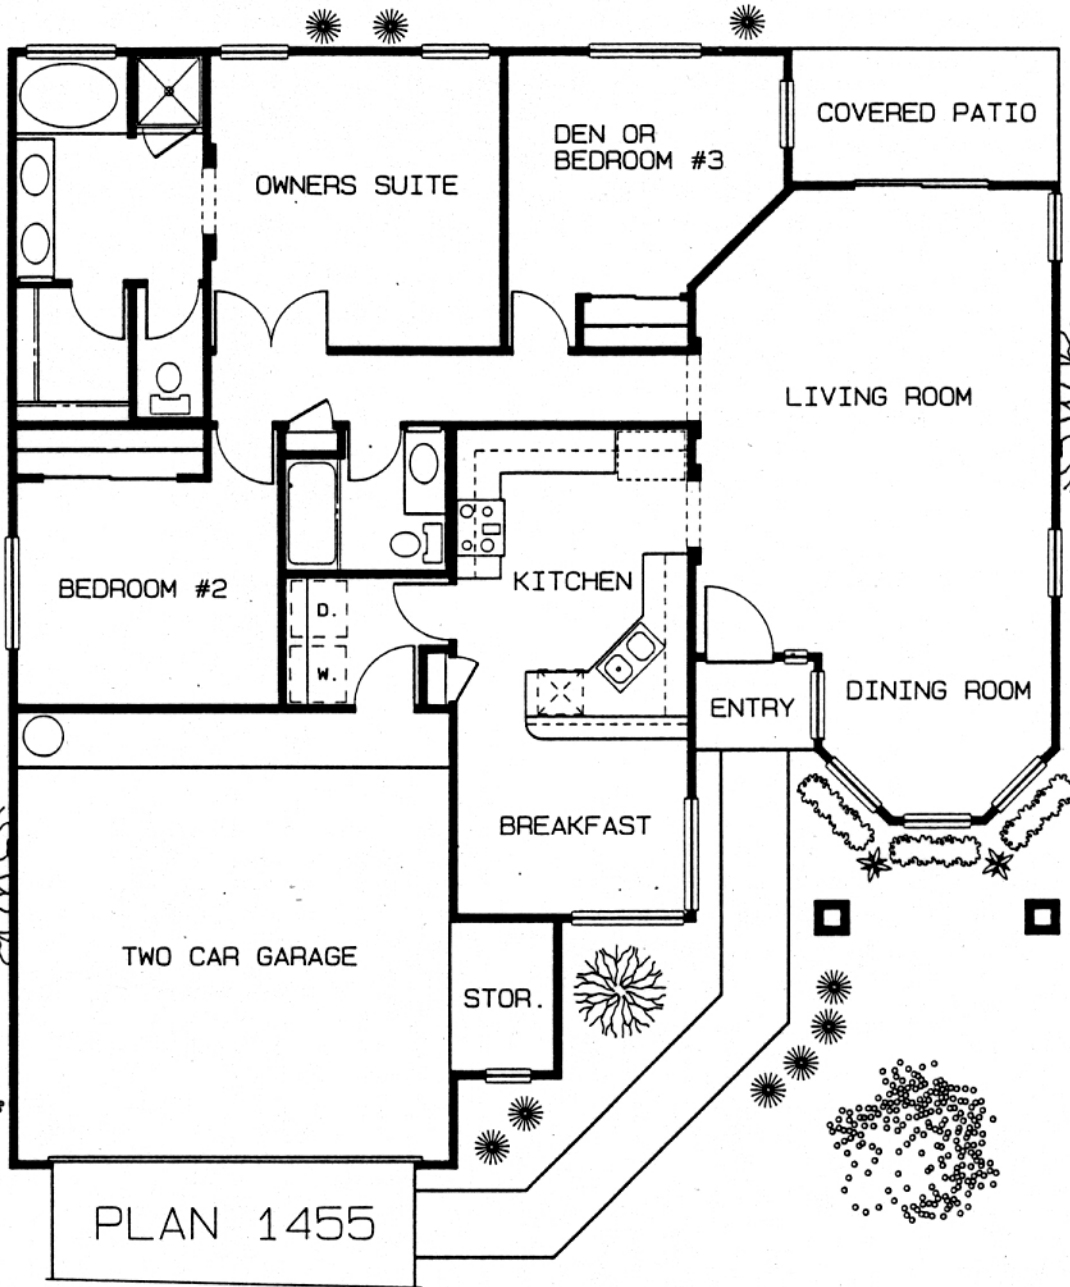 COVERED PATIO
DEN OR
BEDROOM #3
OWNERS SUITE
LIVING ROOM
KITCHEN
BEDROOM #2
D.
W.
ENTRY
DINING ROOM
BREAKFAST
TWO CAR GARAGE
STOR.
PLAN 1455